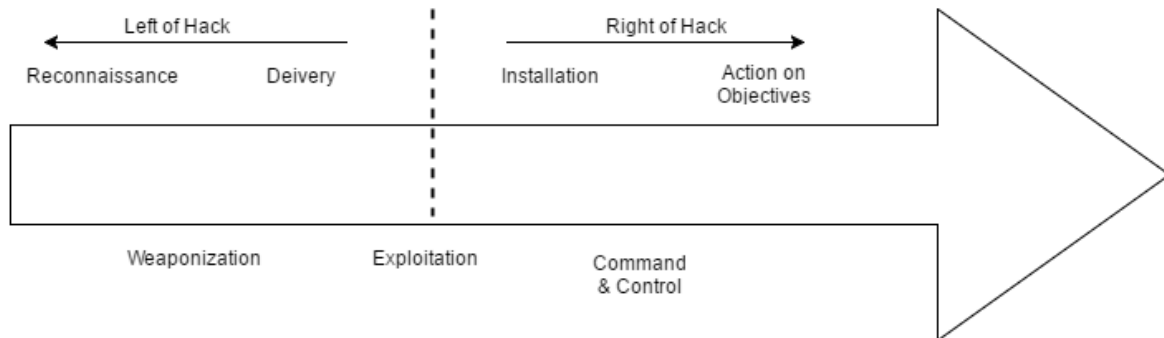 Left of Hack
Right of Hack
Reconnaissance
Deivery
Installation
Action on
Objectives
Weaponization
Exploitation
Command
& Control